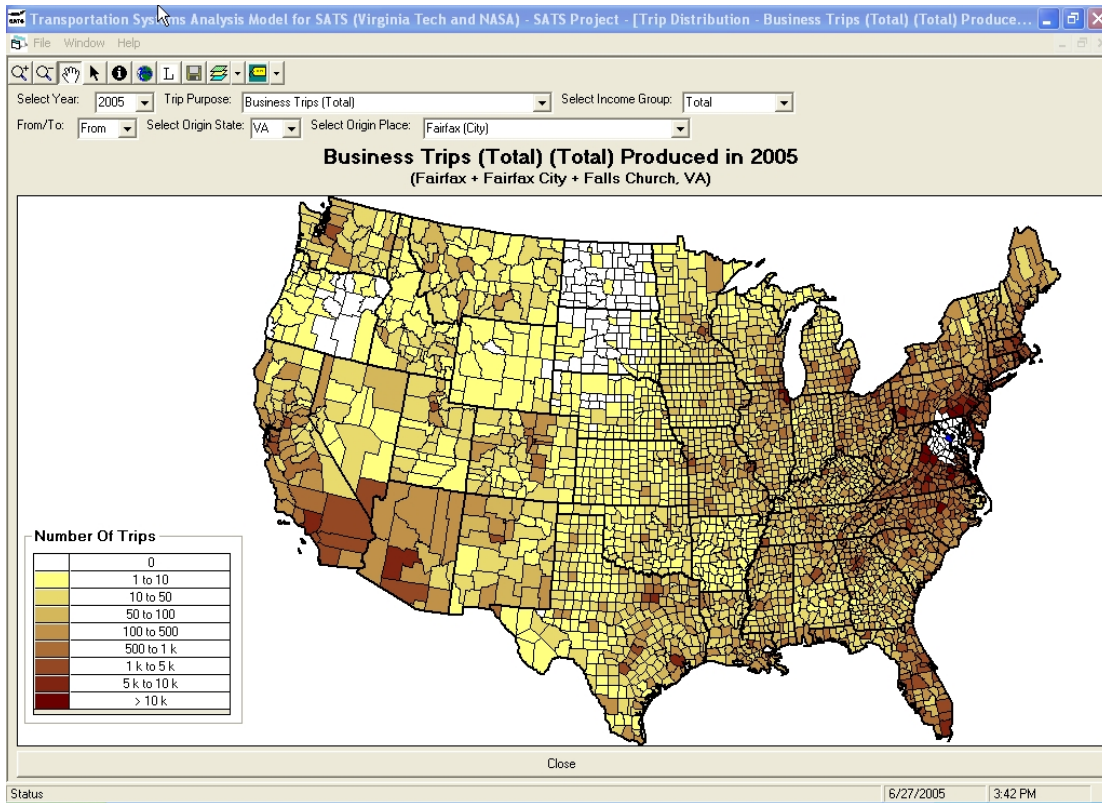 Transportation Systems Analysis Model for SATS (Virginia Tech and NASA) - SATS Project - [Trip Distribution - Business Trips (Total) (Total) Produce...
File Window Help
L
Select Year: 2005 Trip Purpose: Business Trips (Total) Select Income Group: Total
From/To: From Select Origin State: VA Select Origin Place: Fairfax (City)
Business Trips (Total) (Total) Produced in 2005
(Fairfax + Fairfax City + Falls Church, VA)
Number Of Trips
0
1 to 10
10 to 50
50 to 100
100 to 500
500 to 1 k
1 k to 5 k
5 k to 10 k
> 10 k
Close
Status 6/27/2005 3:42 PM